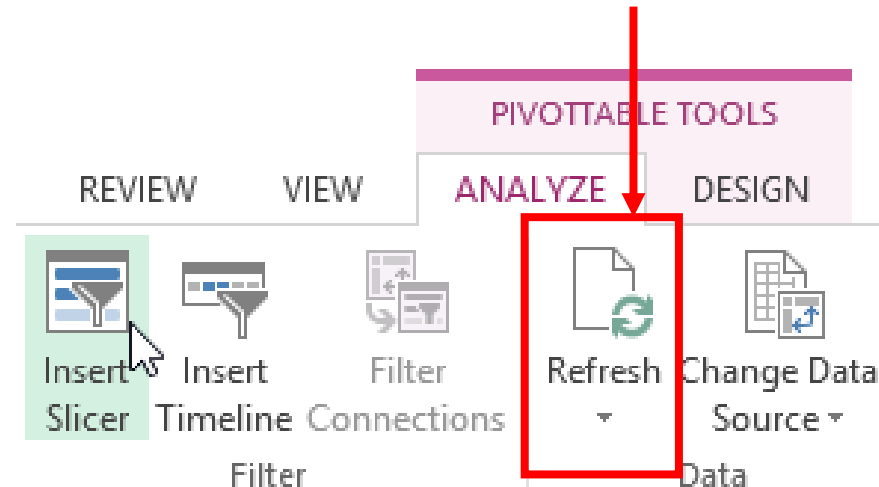 PIVOTTABLE TOOLS
REVIEW VIEW ANALYZE DESIGN
Insert Insert Filter Refresh Change Data
Slicer Timeline Connections Source
Filter Data